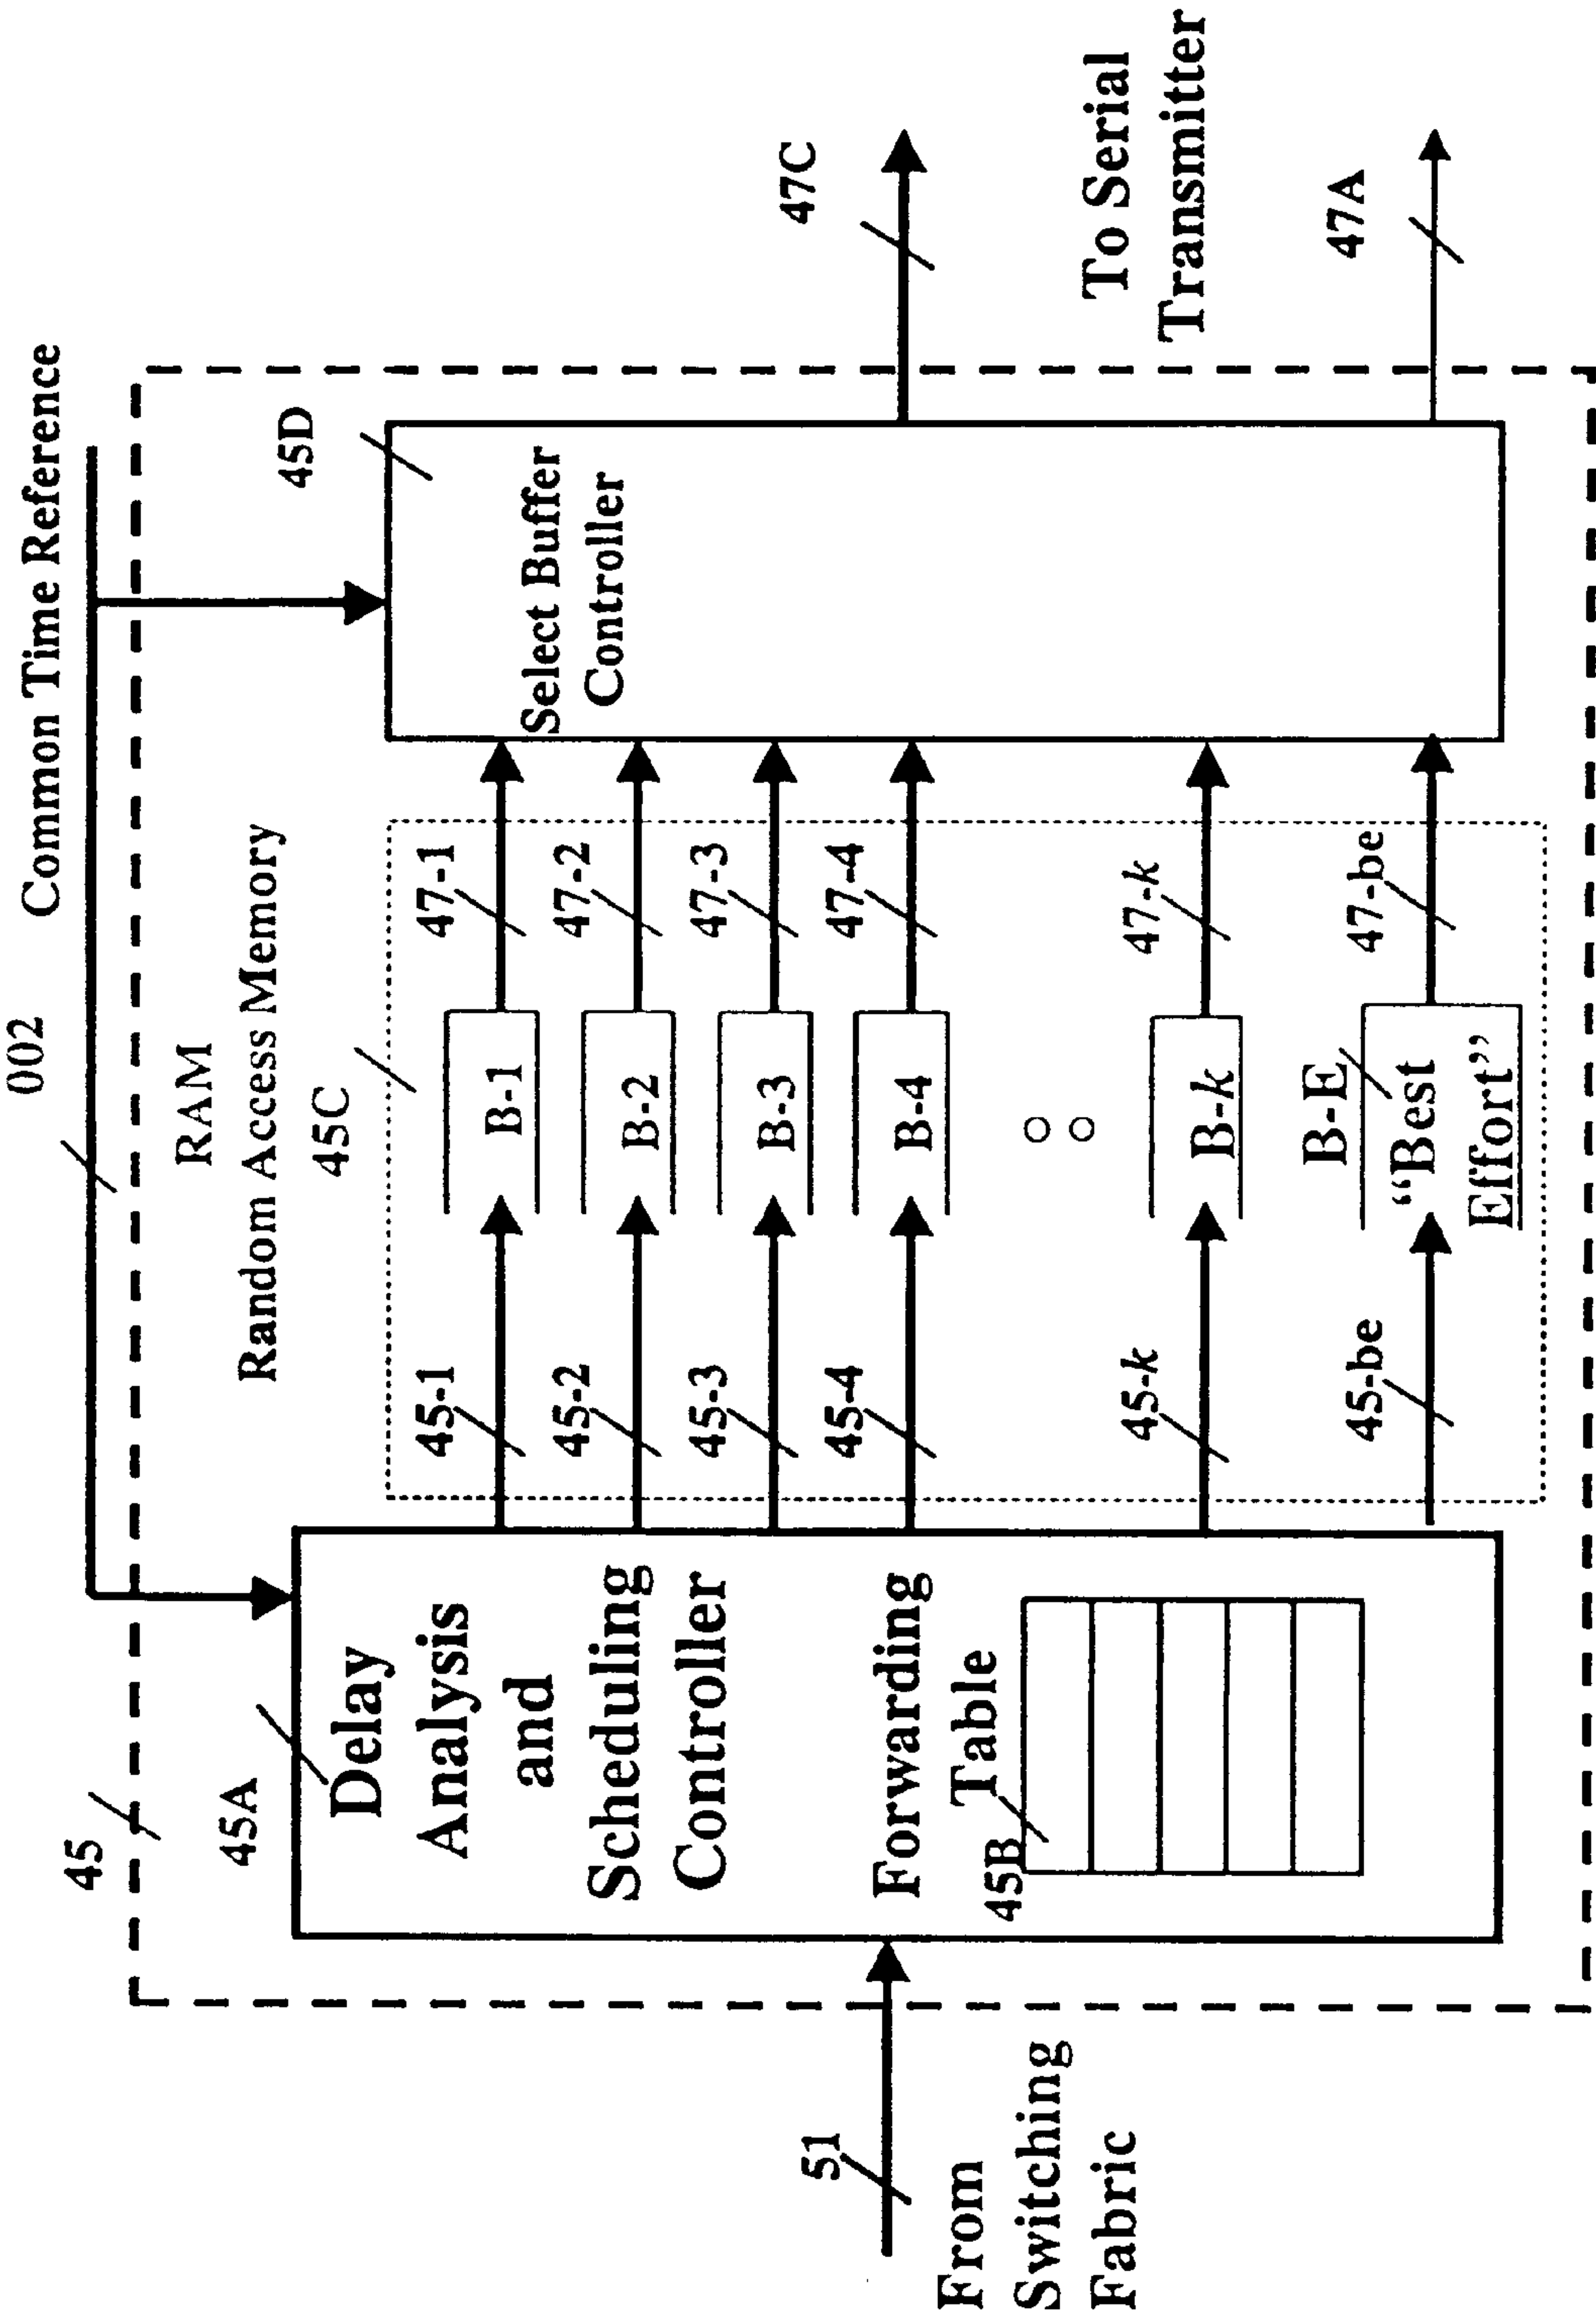 002
Common Time Reference
45
RAM
Random Access Memory
45A
45C
45D
Delay
Analysis
and
Scheduling
Controller
Forwarding
Table
45B
45-1
B-1
47-1
45-2
B-2
47-2
45-3
B-3
47-3
45-4
B-4
47-4
45-k
B-k
47-k
45-be
B-E
“Best
Effort”
47-be
Select Buffer
Controller
47C
To Serial
Transmitter
47A
51
From
Switching
Fabric